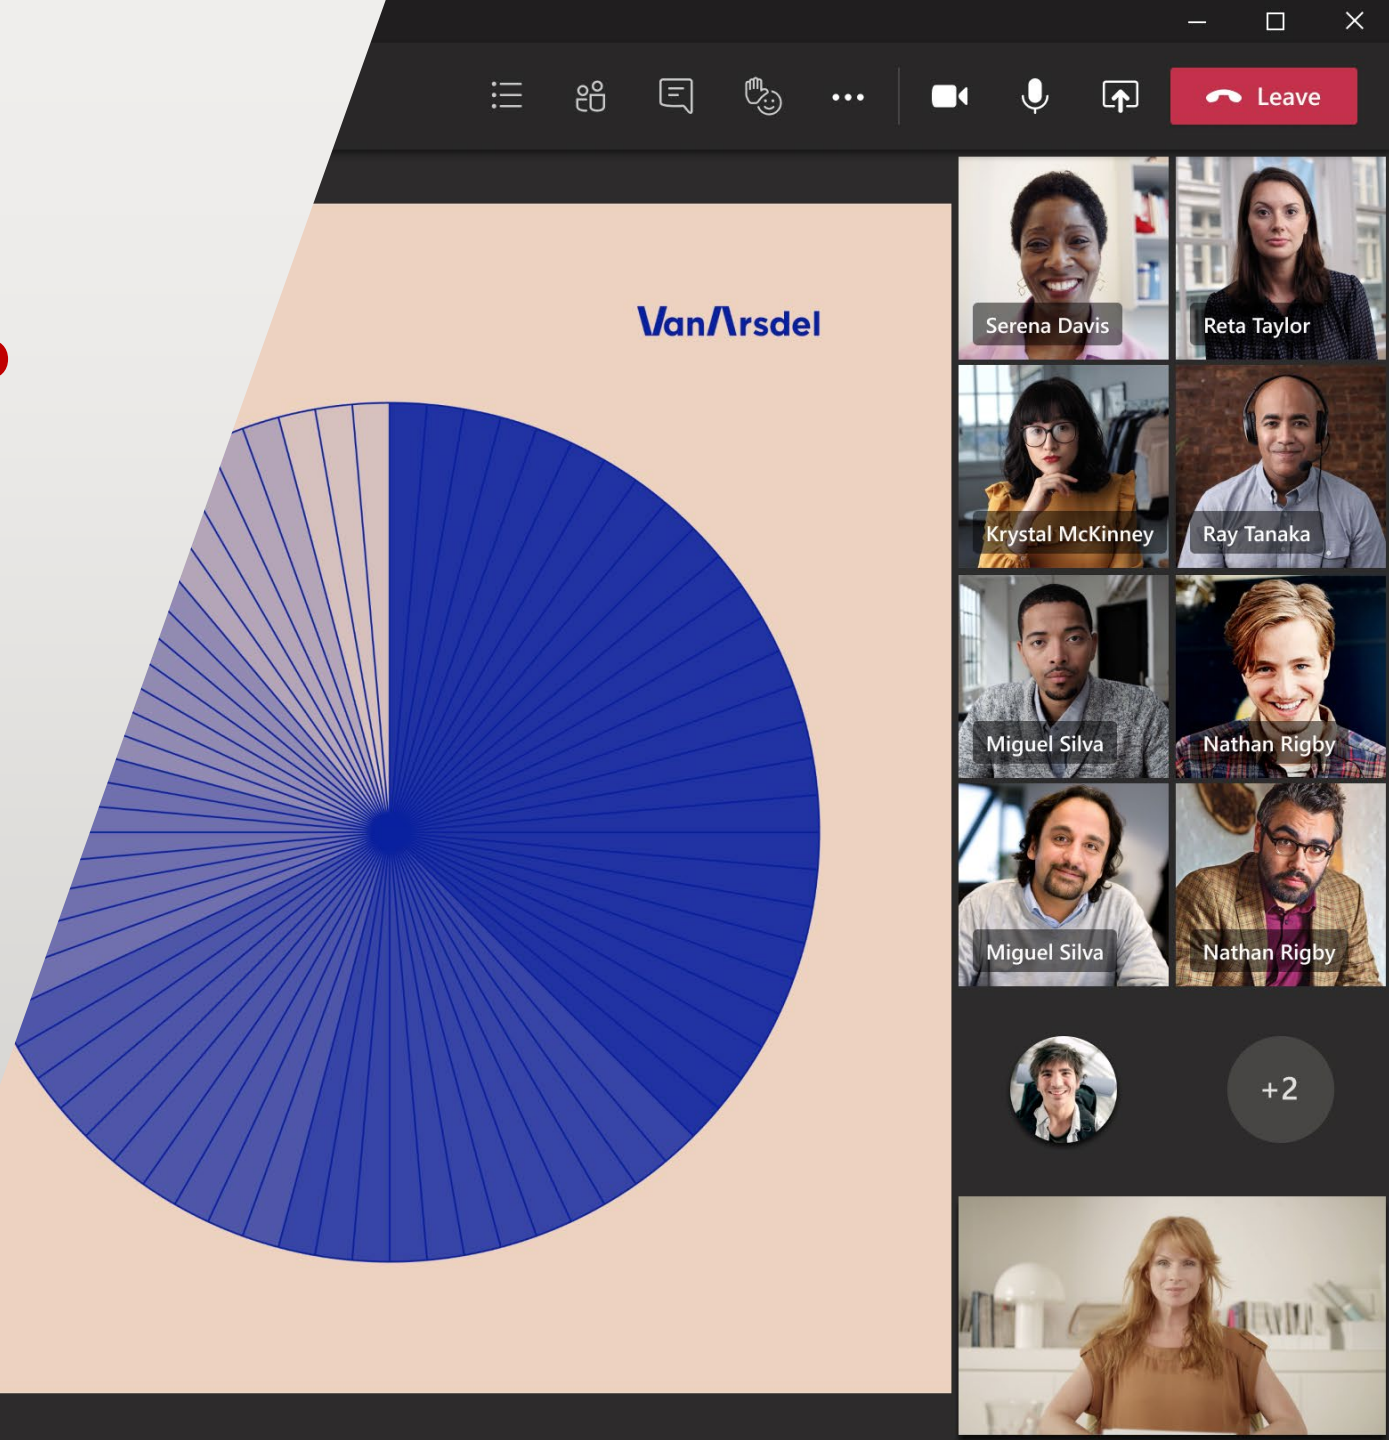 Leave
VanArsdel
Serena Davis
Reta Taylor
Krystal McKinney
Ray Tanaka
Miguel Silva
Nathan Rigby
Miguel Silva
Nathan Rigby
+2